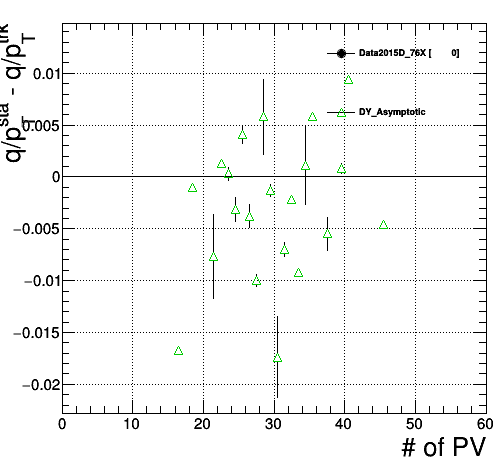 q/p_T^sta - q/p_T^trk
Data2015D_76X [ 0]
DY_Asymptotic
0.01
0.005
0
−0.005
−0.01
−0.015
−0.02
0 10 20 30 40 50 60
# of PV